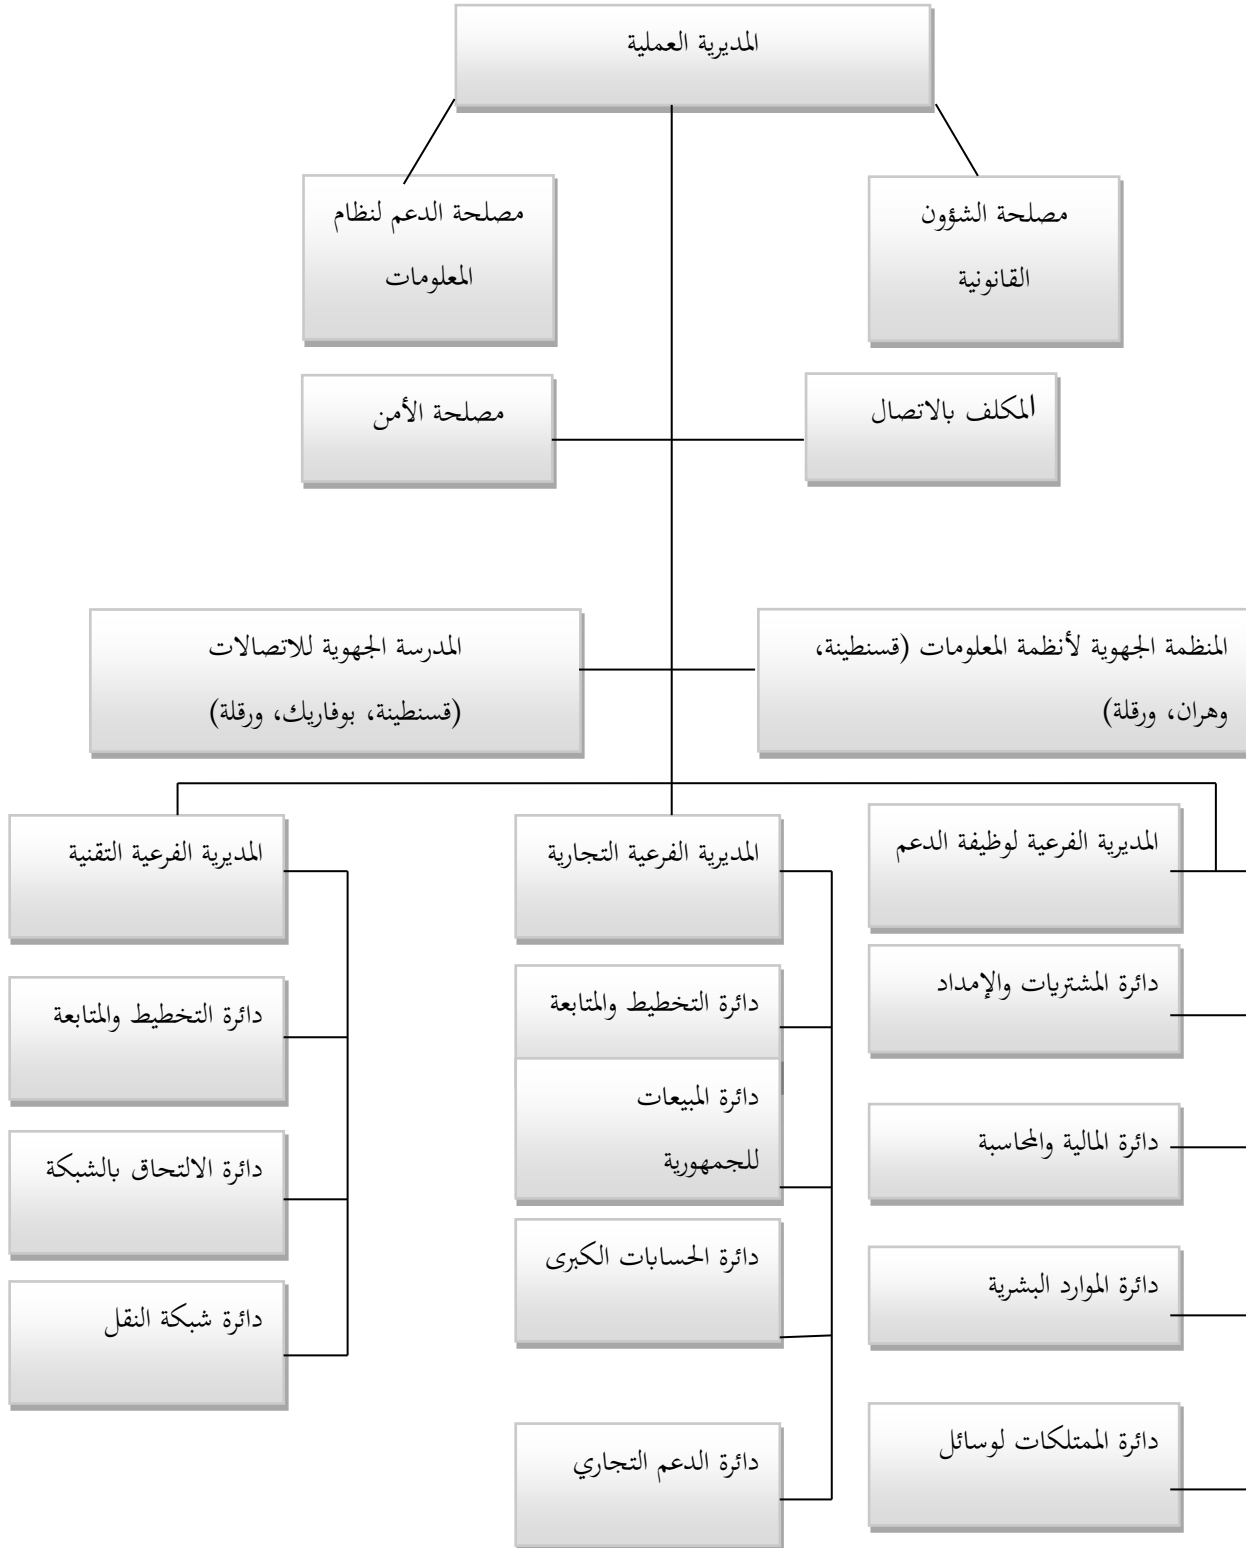 المديرية العملية
مصلحة الشؤون
القانونية
مصلحة الدعم لنظام
المعلومات
المكلف بالاتصال
مصلحة الأمن
المنظمة الجهوية لأنظمة المعلومات (قسنطينة،
وهران، ورقلة)
المدرسة الجهوية للاتصالات
(قسنطينة، بوفاريك، ورقلة)
المديرية الفرعية لوظيفة الدعم
دائرة المشتريات والإمداد
دائرة المالية والمحاسبة
دائرة الموارد البشرية
دائرة الممتلكات لوسائل
المديرية الفرعية التجارية
دائرة التخطيط والمتابعة
دائرة المبيعات
للجمهورية
دائرة الحسابات الكبرى
دائرة الدعم التجاري
المديرية الفرعية التقنية
دائرة التخطيط والمتابعة
دائرة الالتحاق بالشبكة
دائرة شبكة النقل